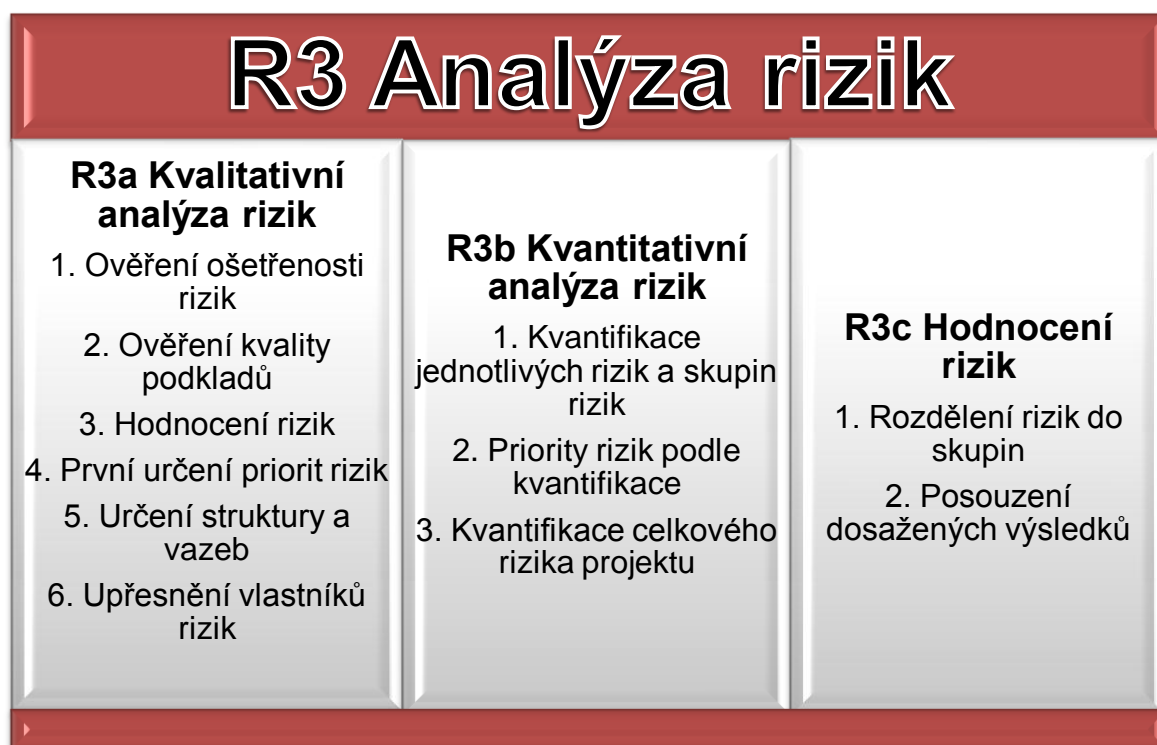 R3 Analýza rizik
R3a Kvalitativní
analýza rizik
1. Ověření ošetřenosti
rizik
2. Ověření kvality
podkladů
3. Hodnocení rizik
4. První určení priorit rizik
5. Určení struktury a
vazeb
6. Upřesnění vlastníků
rizik
R3b Kvantitativní
analýza rizik
1. Kvantifikace
jednotlivých rizik a skupin
rizik
2. Priority rizik podle
kvantifikace
3. Kvantifikace celkového
rizika projektu
R3c Hodnocení
rizik
1. Rozdělení rizik do
skupin
2. Posouzení
dosažených výsledků